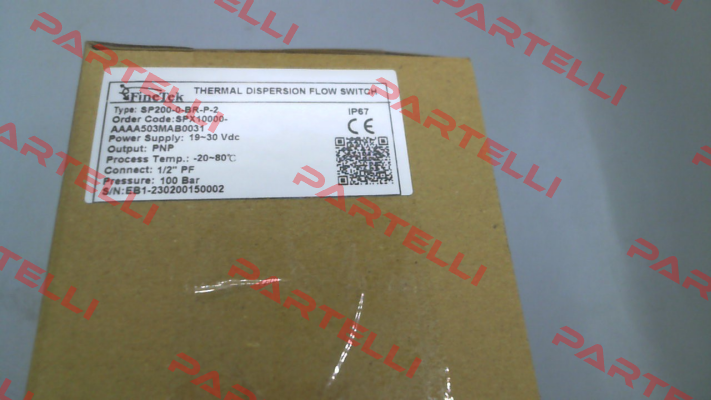 FineTek THERMAL DISPERSION FLOW SWITCH
Type: SP200-0-BR-P-2 IP67
Order Code:SPX10000-
AAAA503MAB0031 CE
Power Supply: 19~30 Vdc
Output: PNP
Process Temp.: -20~80℃
Connect: 1/2" PF
Pressure: 100 Bar
S/N:EB1-230200150002
PARTELLI
PARTELLI
PARTELLI
PARTELLI
PARTELLI
PARTELLI
PARTELLI
PARTELLI
PARTELLI